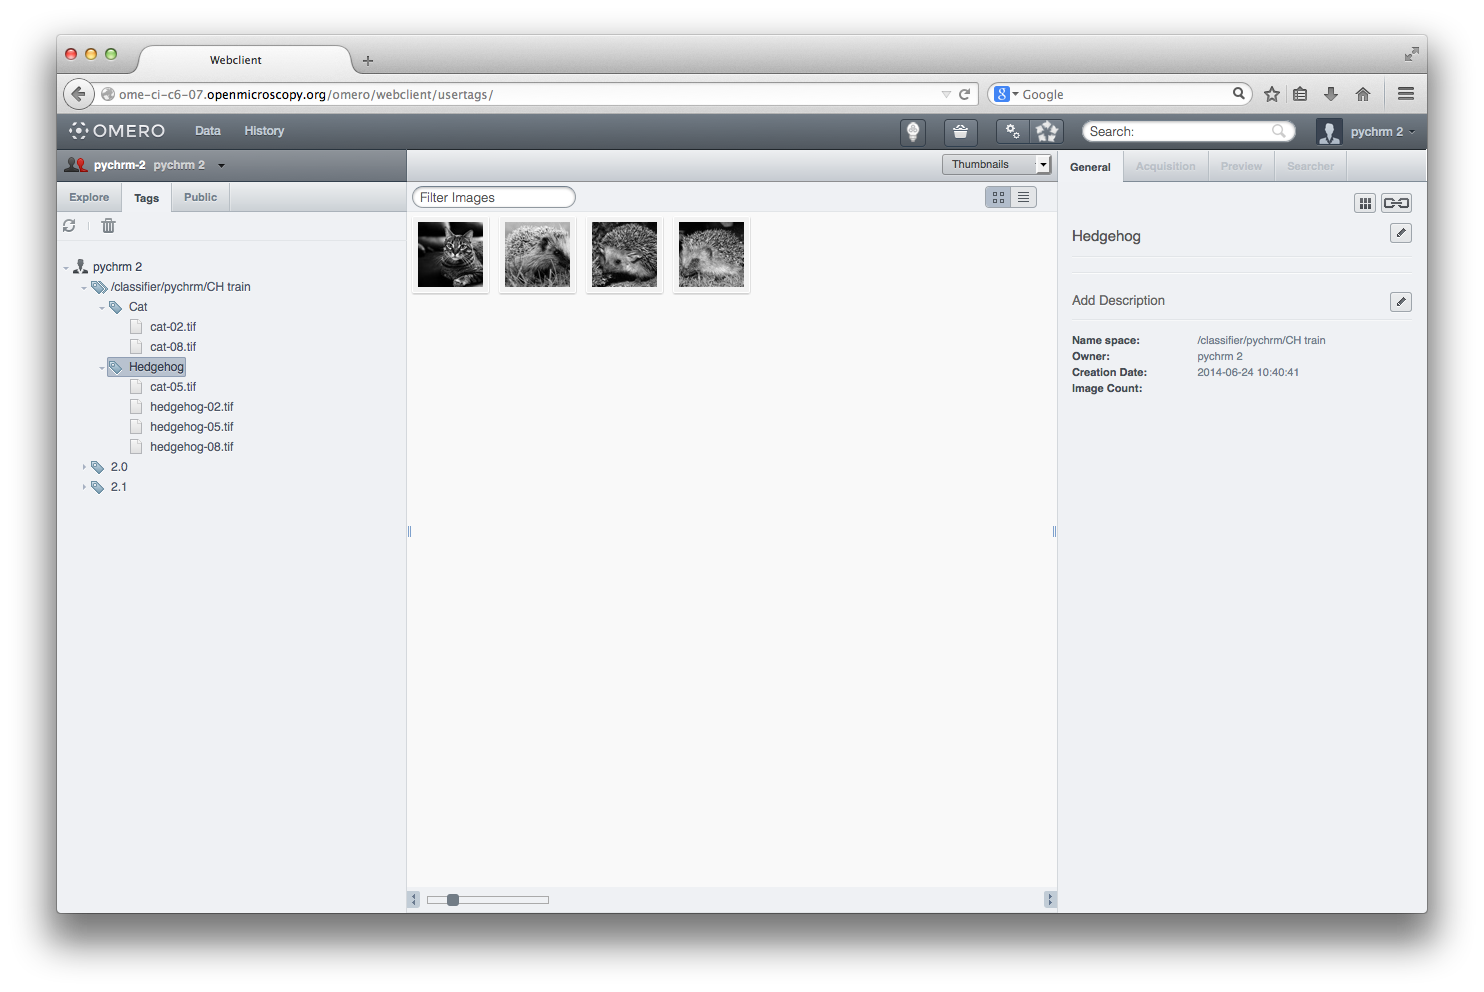 Webclient
ome-ci-c6-07.openmicroscopy.org/omero/webclient/usertags/
Google
OMERO
Data
History
Search:
pychrm 2
pychrm-2 pychrm 2
Thumbnails
General
Acquisition
Preview
Searcher
Explore
Tags
Public
Filter Images
pychrm 2
/classifier/pychrm/CH train
Cat
cat-02.tif
cat-08.tif
Hedgehog
cat-05.tif
hedgehog-02.tif
hedgehog-05.tif
hedgehog-08.tif
2.0
2.1
Hedgehog
Add Description
Name space: /classifier/pychrm/CH train
Owner: pychrm 2
Creation Date: 2014-06-24 10:40:41
Image Count: